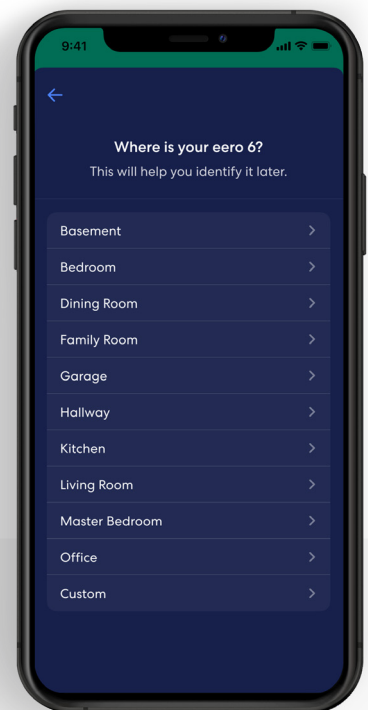 9:41
Where is your eero 6?
This will help you identify it later.
Basement
Bedroom
Dining Room
Family Room
Garage
Hallway
Kitchen
Living Room
Master Bedroom
Office
Custom